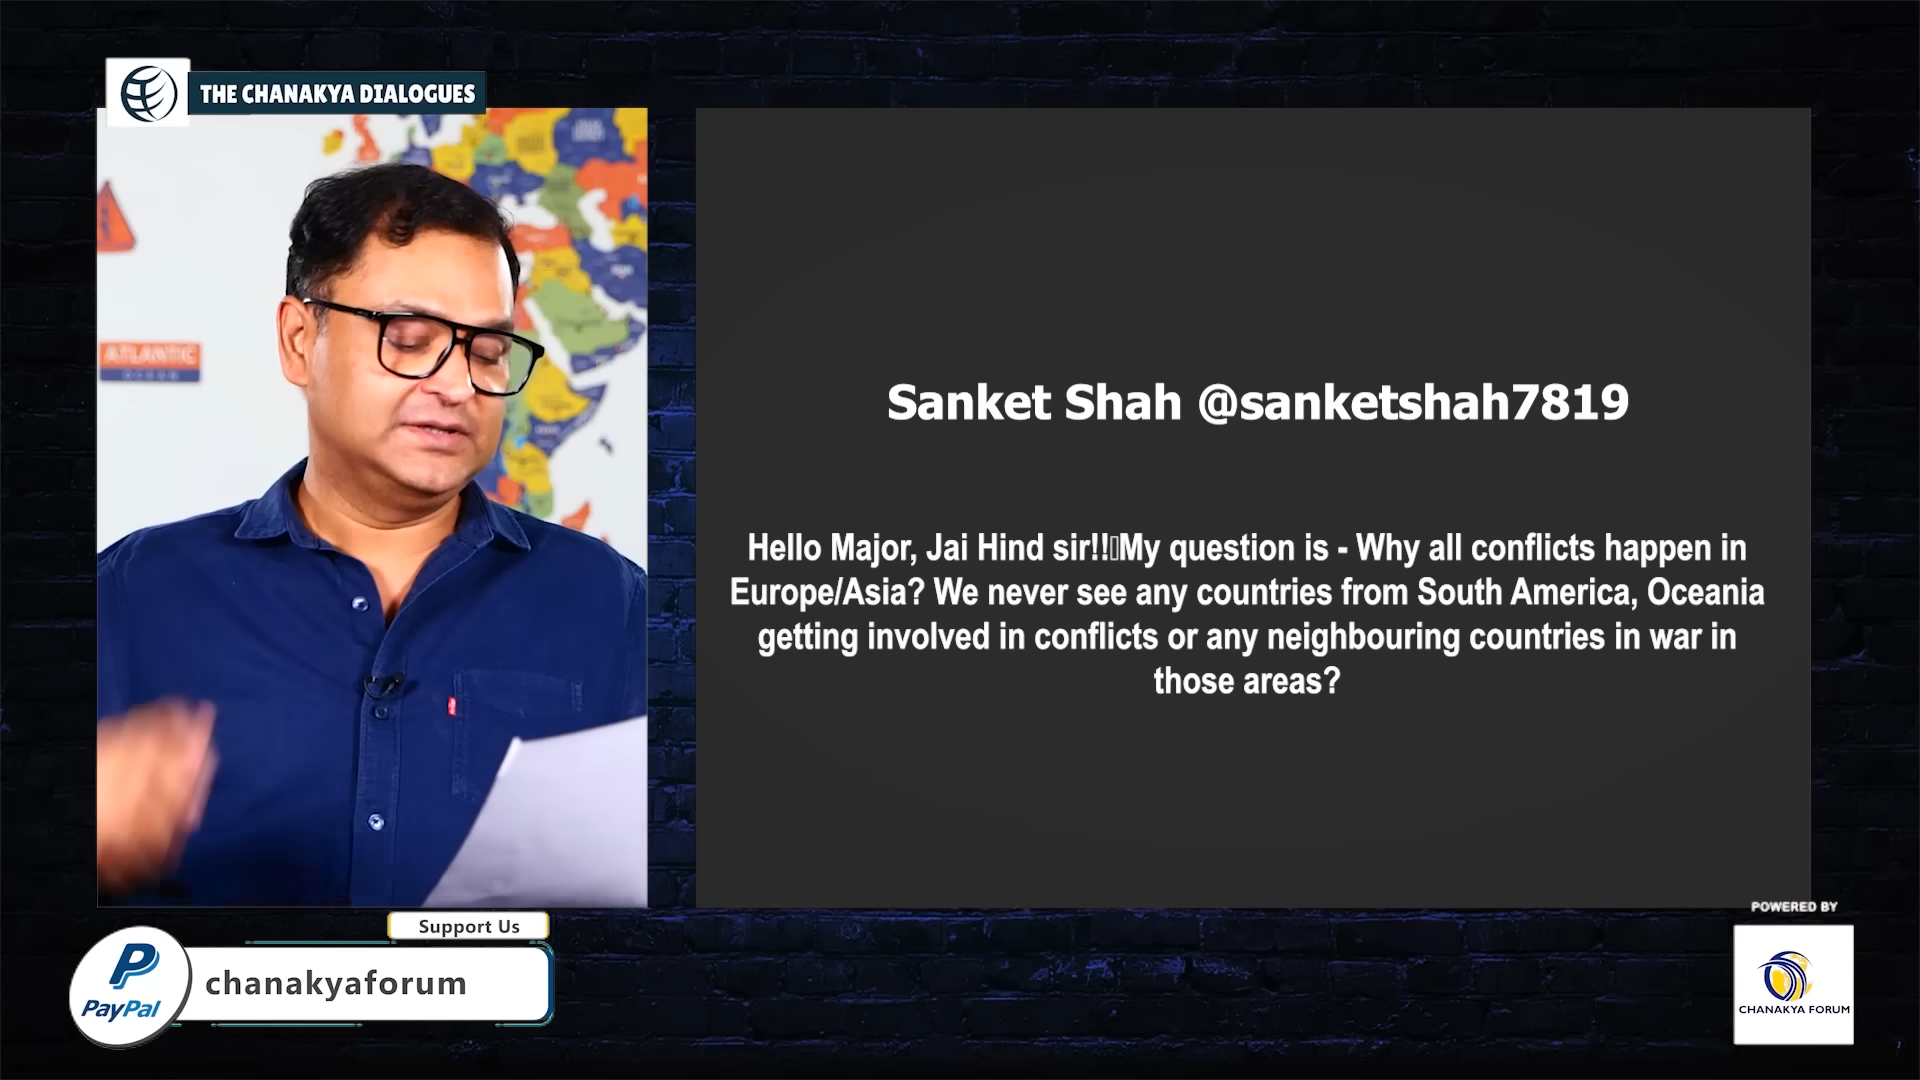 THE CHANAKYA DIALOGUES
ATLANTIC
OCEAN
Sanket Shah @sanketshah7819
Hello Major, Jai Hind sir!!▯My question is - Why all conflicts happen in
Europe/Asia? We never see any countries from South America, Oceania
getting involved in conflicts or any neighbouring countries in war in
those areas?
Support Us
PayPal
chanakyaforum
POWERED BY
CHANAKYA FORUM